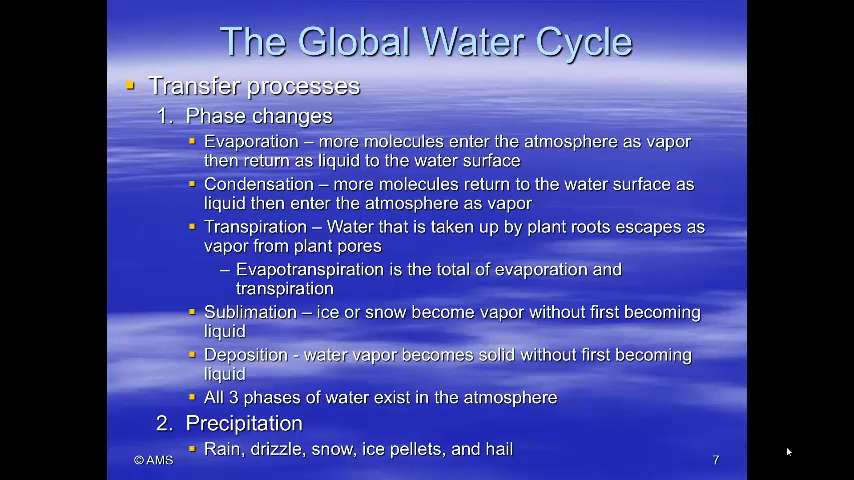 The Global Water Cycle
Transfer processes
1. Phase changes
Evaporation – more molecules enter the atmosphere as vapor
then return as liquid to the water surface
Condensation – more molecules return to the water surface as
liquid then enter the atmosphere as vapor
Transpiration – Water that is taken up by plant roots escapes as
vapor from plant pores
– Evapotranspiration is the total of evaporation and
transpiration
Sublimation – ice or snow become vapor without first becoming
liquid
Deposition - water vapor becomes solid without first becoming
liquid
All 3 phases of water exist in the atmosphere
2. Precipitation
Rain, drizzle, snow, ice pellets, and hail
© AMS
7